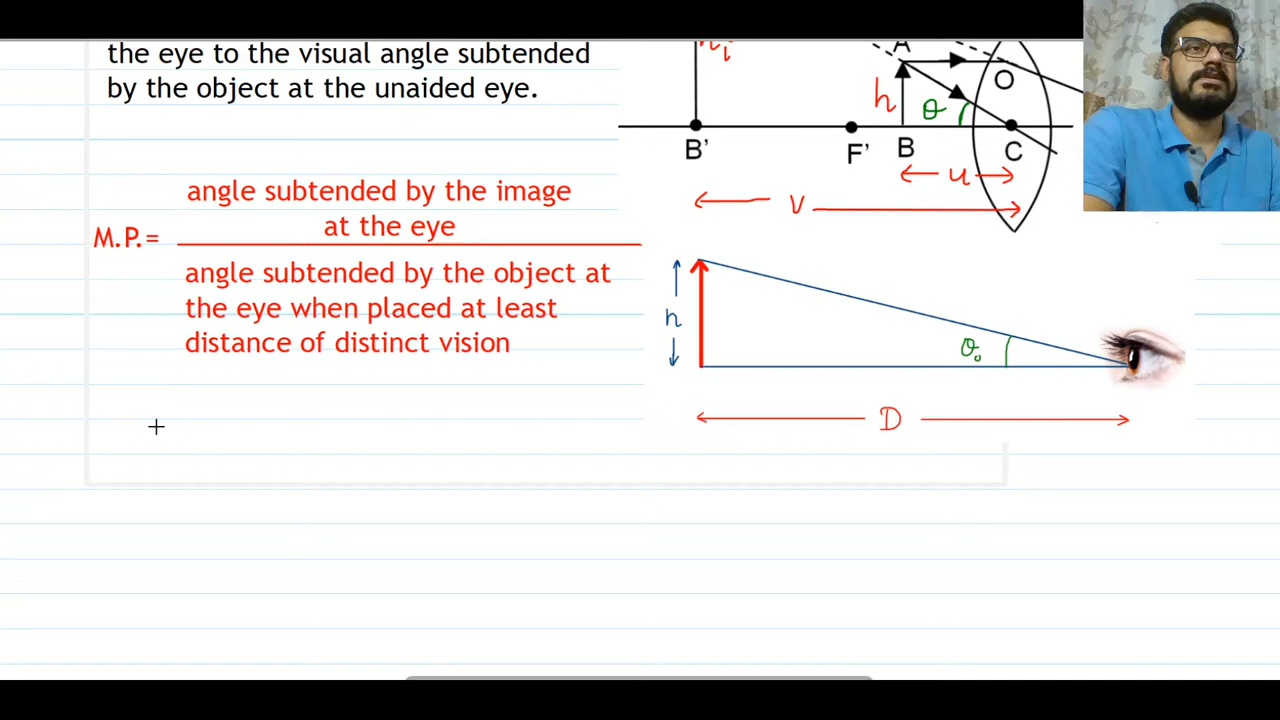 the eye to the visual angle subtended
by the object at the unaided eye.
M.P.=
angle subtended by the image
at the eye
angle subtended by the object at
the eye when placed at least
distance of distinct vision
hi
A
O
h
θ
B'
F'
B
C
u
v
h
θo
D